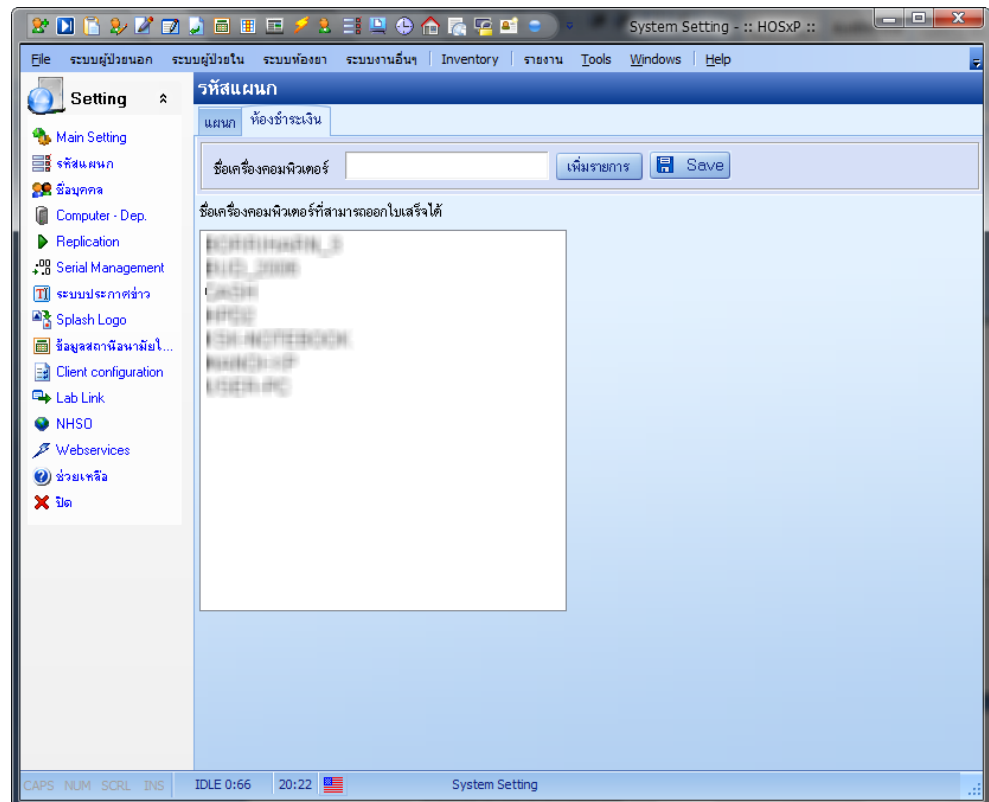 System Setting - :: HOSxP ::
File ระบบผู้ป่วยนอก ระบบผู้ป่วยใน ระบบห้องยา ระบบงานอื่นๆ Inventory รายงาน Tools Windows Help
Setting
Main Setting
รหัสแผนก
ชื่อบุคคล
Computer - Dep.
Replication
Serial Management
ระบบประกาศข่าว
Splash Logo
ข้อมูลสถานีอนามัยใ...
Client configuration
Lab Link
NHSO
Webservices
ช่วยเหลือ
ปิด
รหัสแผนก
แผนก ห้องชำระเงิน
ชื่อเครื่องคอมพิวเตอร์ เพิ่มรายการ Save
ชื่อเครื่องคอมพิวเตอร์ที่สามารถออกใบเสร็จได้
CAPS NUM SCRL INS IDLE 0:66 20:22 System Setting